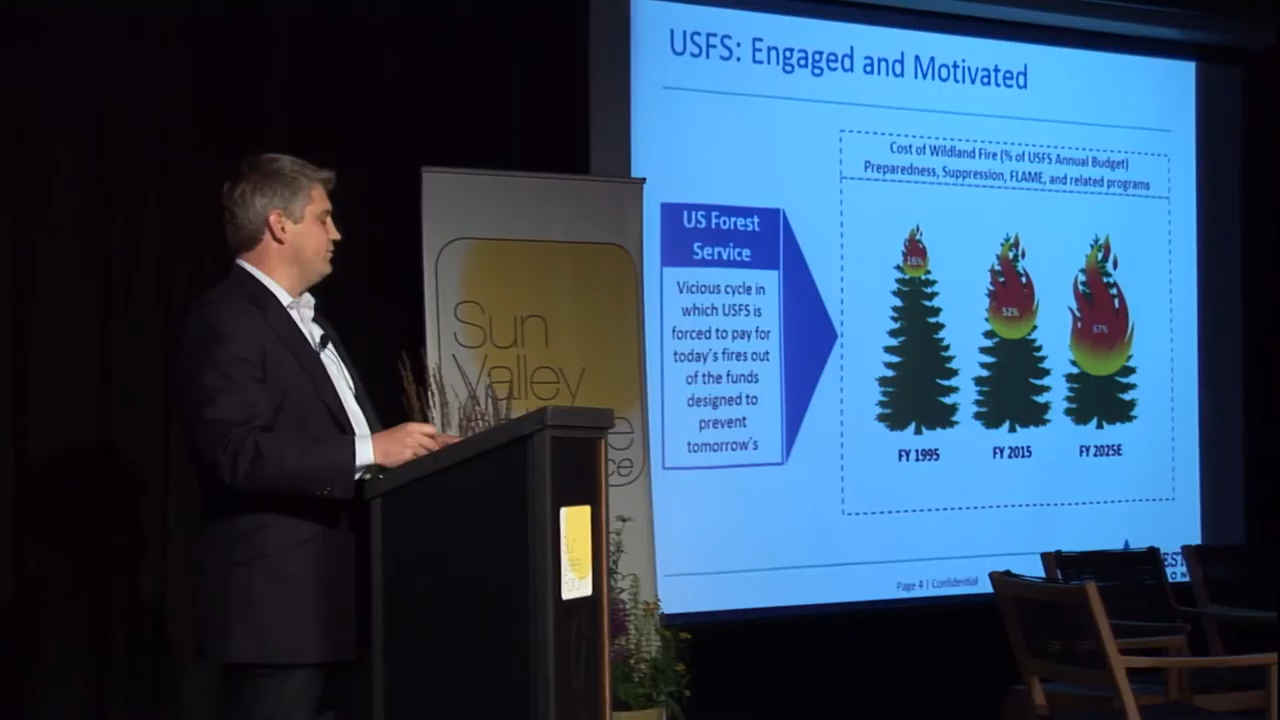 USFS: Engaged and Motivated
Cost of Wildland Fire (% of USFS Annual Budget)
Preparedness, Suppression, FLAME, and related programs
US Forest
Service
Vicious cycle in
which USFS is
forced to pay for
today's fires out
of the funds
designed to
prevent
tomorrow's
16%
52%
67%
FY 1995
FY 2015
FY 2025E
Page 4 | Confidential
Sun
Valley